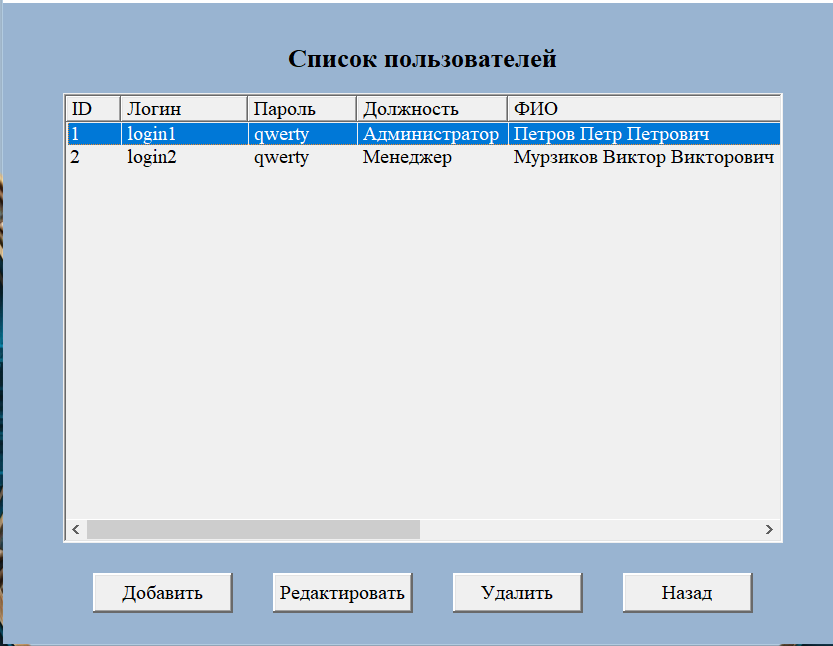 Список пользователей
ID Логин Пароль Должность ФИО
1 login1 qwerty Администратор Петров Петр Петрович
2 login2 qwerty Менеджер Мурзиков Виктор Викторович
Добавить Редактировать Удалить Назад